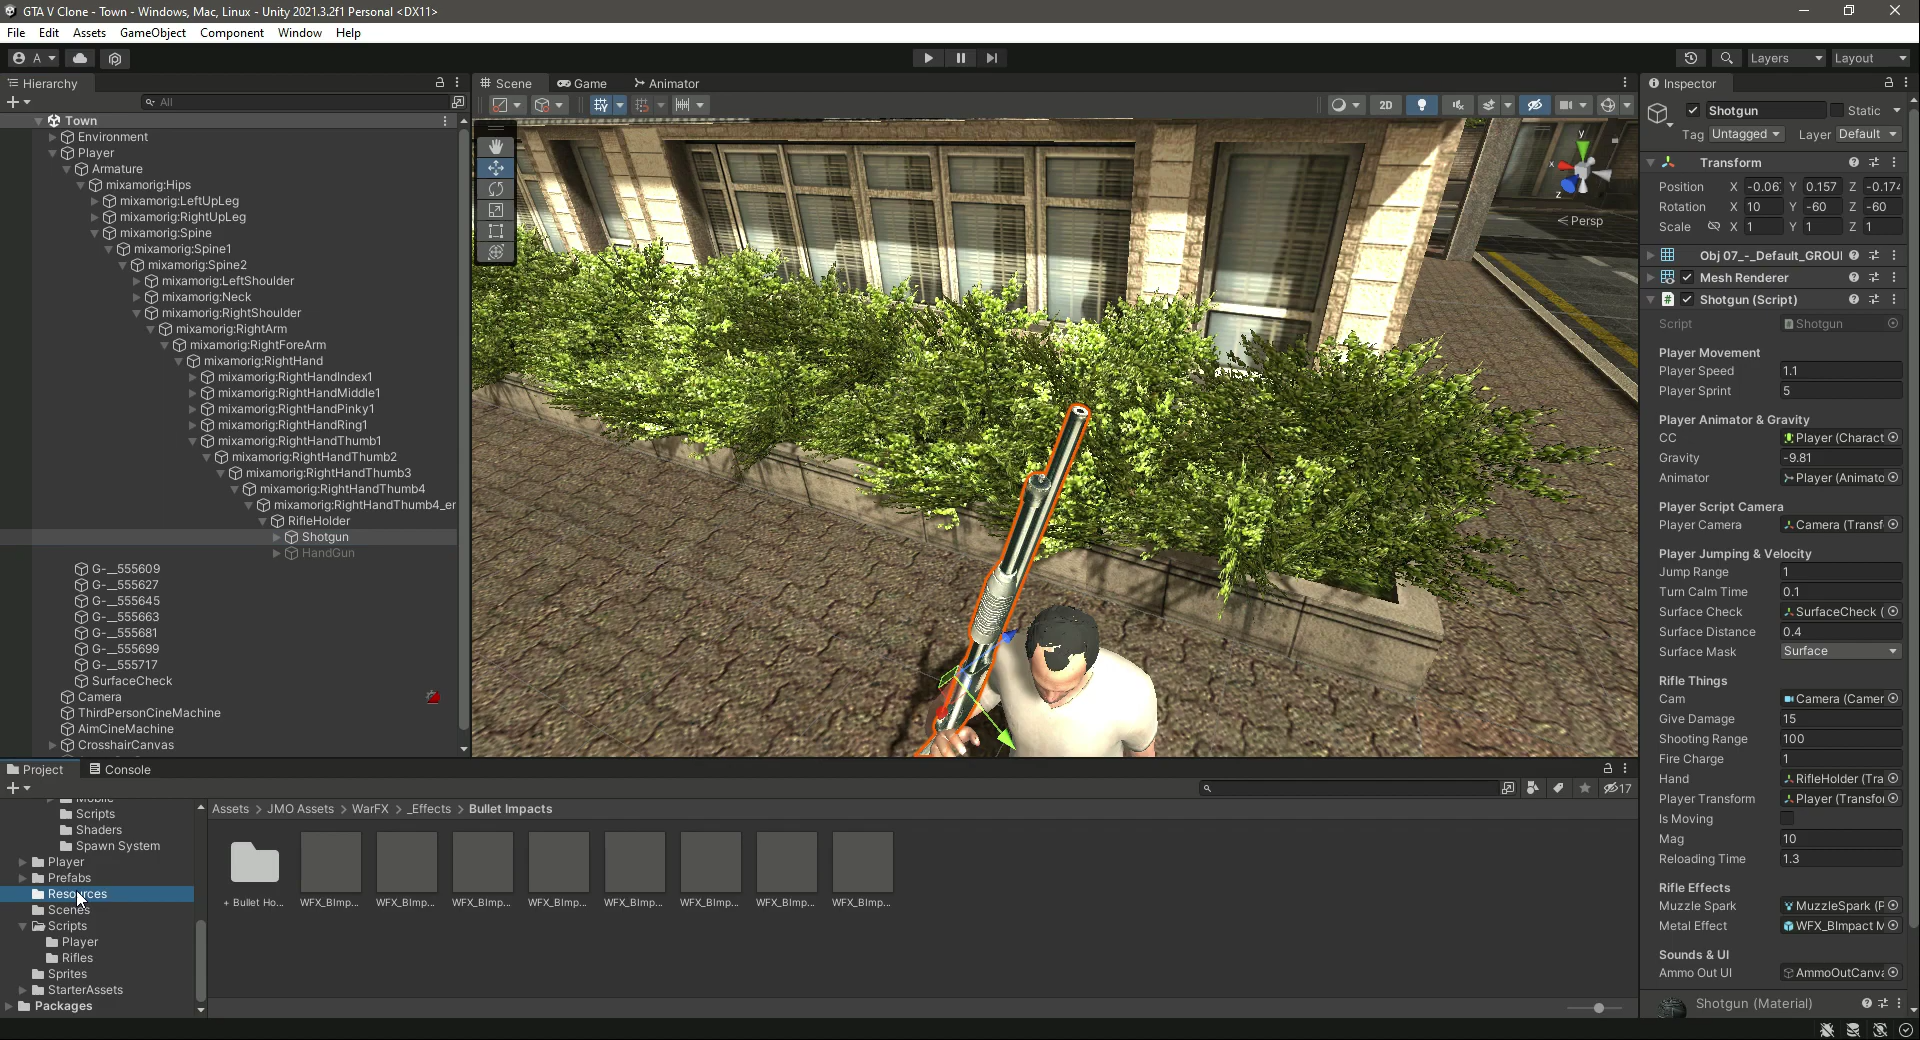 GTA V Clone - Town - Windows, Mac, Linux - Unity 2021.3.2f1 Personal <DX11>
File Edit Assets GameObject Component Window Help
A
Layers Layout
Hierarchy
All
Town
Environment
Player
Armature
mixamorig:Hips
mixamorig:LeftUpLeg
mixamorig:RightUpLeg
mixamorig:Spine
mixamorig:Spine1
mixamorig:Spine2
mixamorig:LeftShoulder
mixamorig:Neck
mixamorig:RightShoulder
mixamorig:RightArm
mixamorig:RightForeArm
mixamorig:RightHand
mixamorig:RightHandIndex1
mixamorig:RightHandMiddle1
mixamorig:RightHandPinky1
mixamorig:RightHandRing1
mixamorig:RightHandThumb1
mixamorig:RightHandThumb2
mixamorig:RightHandThumb3
mixamorig:RightHandThumb4
mixamorig:RightHandThumb4_er
RifleHolder
Shotgun
HandGun
G-__555609
G-__555627
G-__555645
G-__555663
G-__555681
G-__555699
G-__555717
SurfaceCheck
Camera
ThirdPersonCineMachine
AimCineMachine
CrosshairCanvas
Scene Game Animator
2D
y
x
z
< Persp
Inspector
Shotgun Static
Tag Untagged Layer Default
Transform
Position X -0.06 Y 0.157 Z -0.174
Rotation X 10 Y -60 Z -60
Scale X 1 Y 1 Z 1
Obj 07_-_Default_GROUI
Mesh Renderer
Shotgun (Script)
Script Shotgun
Player Movement
Player Speed 1.1
Player Sprint 5
Player Animator & Gravity
CC Player (Charact
Gravity -9.81
Animator Player (Animato
Player Script Camera
Player Camera Camera (Transf
Player Jumping & Velocity
Jump Range 1
Turn Calm Time 0.1
Surface Check SurfaceCheck (
Surface Distance 0.4
Surface Mask Surface
Rifle Things
Cam Camera (Camer
Give Damage 15
Shooting Range 100
Fire Charge 1
Hand RifleHolder (Tra
Player Transform Player (Transfor
Is Moving
Mag 10
Reloading Time 1.3
Rifle Effects
Muzzle Spark MuzzleSpark (P
Metal Effect WFX_BImpact M
Sounds & UI
Ammo Out UI AmmoOutCanva
Shotgun (Material)
Project Console
17
Mobile
Scripts
Shaders
Spawn System
Player
Prefabs
Resources
Scenes
Scripts
Player
Rifles
Sprites
StarterAssets
Packages
Assets > JMO Assets > WarFX > _Effects > Bullet Impacts
+ Bullet Ho... WFX_BImp... WFX_BImp... WFX_BImp... WFX_BImp... WFX_BImp... WFX_BImp... WFX_BImp... WFX_BImp...